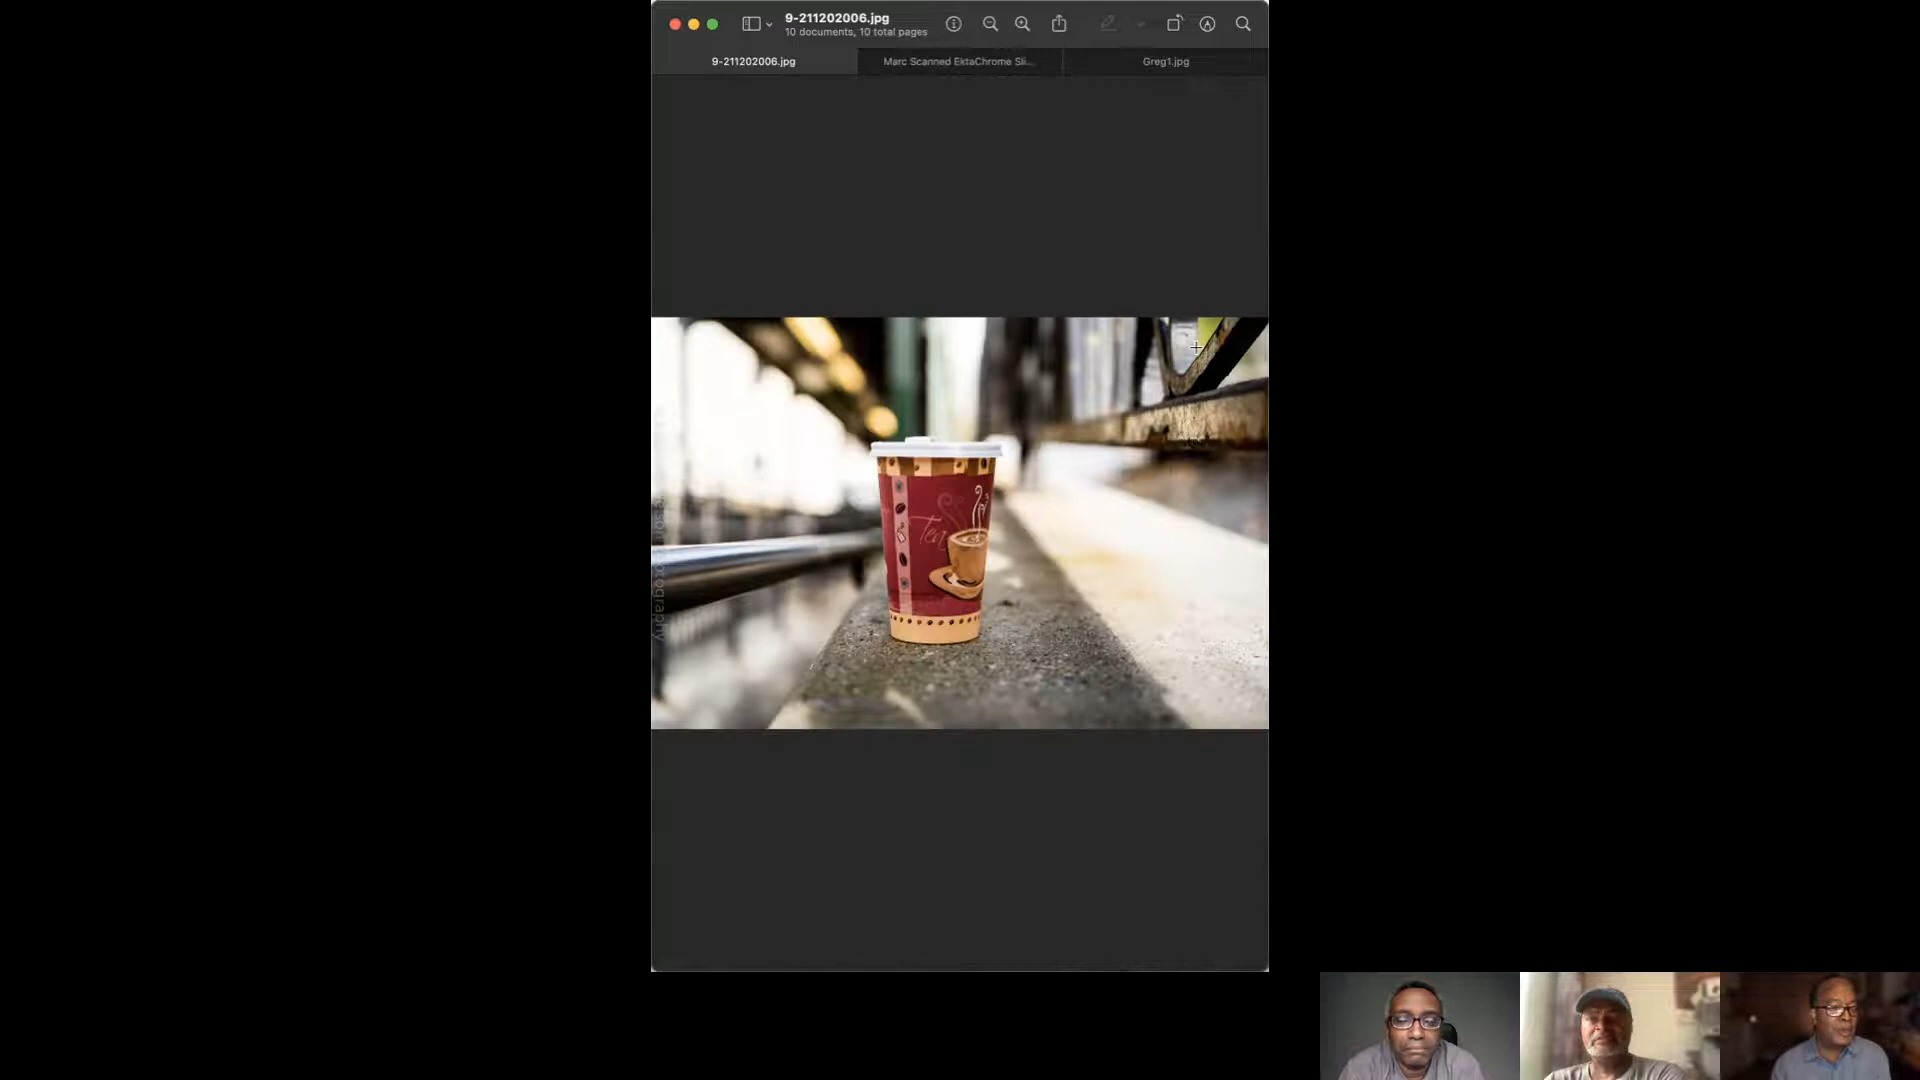 9-211202006.jpg
10 documents, 10 total pages
9-211202006.jpg
Marc Scanned EktaChrome Sli...
Greg1.jpg
Tea